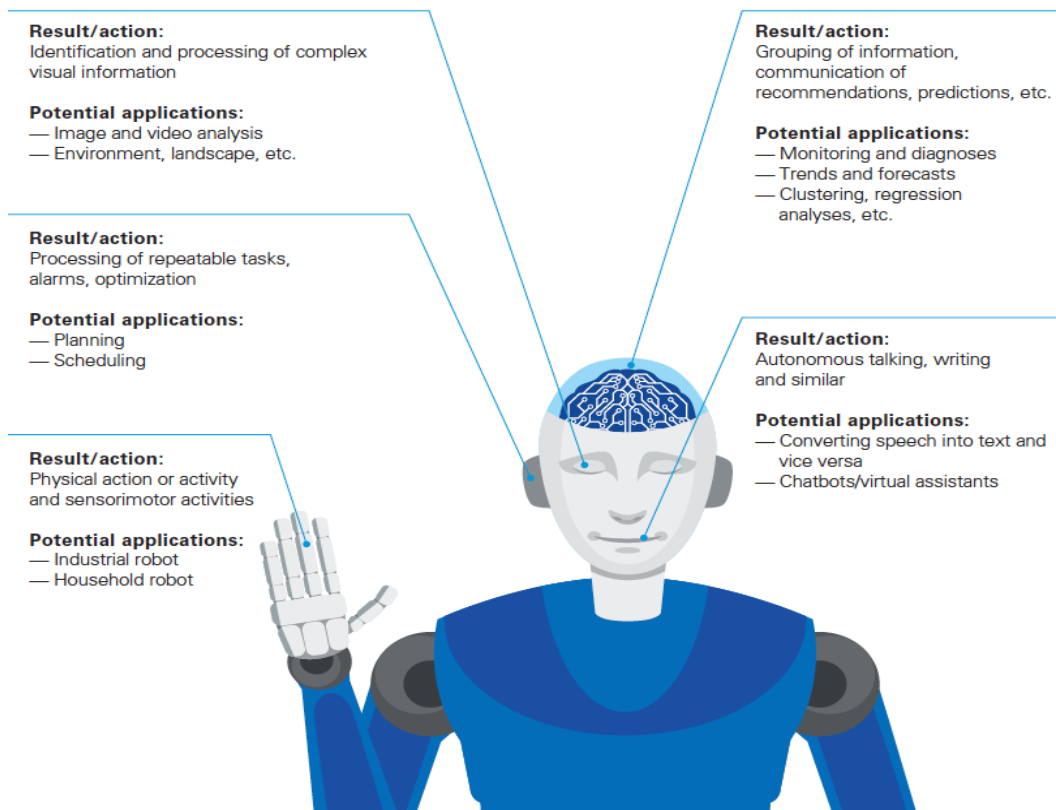 Result/action:
Identification and processing of complex
visual information
Potential applications:
— Image and video analysis
— Environment, landscape, etc.
Result/action:
Processing of repeatable tasks,
alarms, optimization
Potential applications:
— Planning
— Scheduling
Result/action:
Physical action or activity
and sensorimotor activities
Potential applications:
— Industrial robot
— Household robot
Result/action:
Grouping of information,
communication of
recommendations, predictions, etc.
Potential applications:
— Monitoring and diagnoses
— Trends and forecasts
— Clustering, regression
analyses, etc.
Result/action:
Autonomous talking, writing
and similar
Potential applications:
— Converting speech into text and
vice versa
— Chatbots/virtual assistants